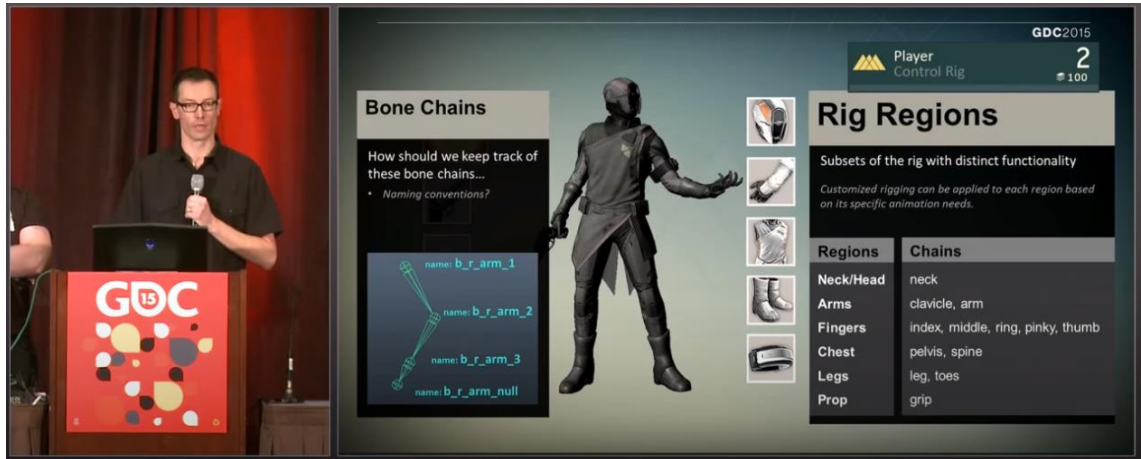 GDC
15
GDC2015
Player
Control Rig
2
100
Bone Chains
How should we keep track of
these bone chains...
• Naming conventions?
name: b_r_arm_1
name: b_r_arm_2
name: b_r_arm_3
name: b_r_arm_null
Rig Regions
Subsets of the rig with distinct functionality
Customized rigging can be applied to each region based
on its specific animation needs.
Regions Chains
Neck/Head neck
Arms clavicle, arm
Fingers index, middle, ring, pinky, thumb
Chest pelvis, spine
Legs leg, toes
Prop grip